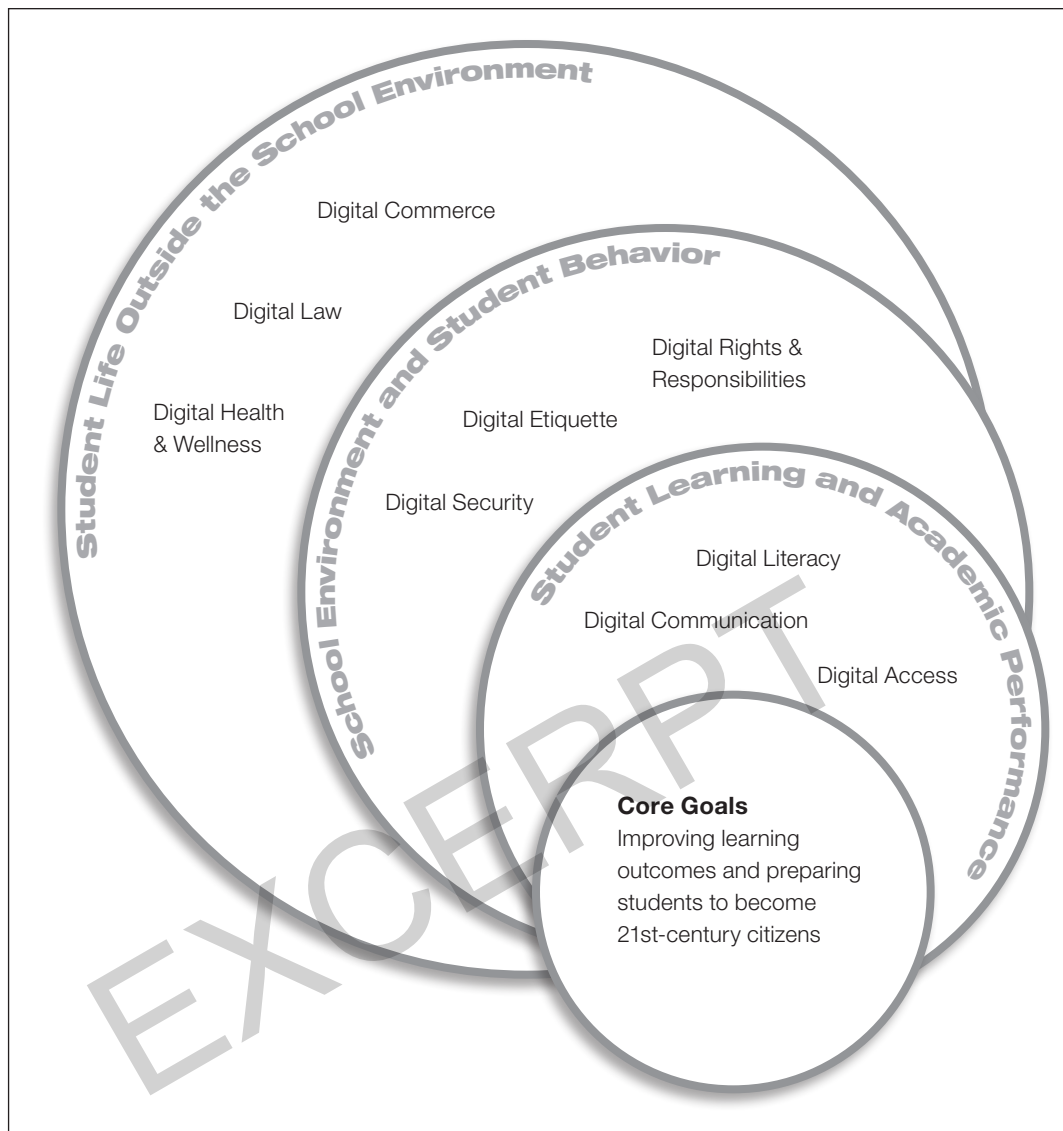 Student Life Outside the School Environment
Digital Commerce
Digital Law
Digital Health
& Wellness
School Environment and Student Behavior
Digital Rights &
Responsibilities
Digital Etiquette
Digital Security
Student Learning and Academic Performance
Digital Literacy
Digital Communication
Digital Access
Core Goals
Improving learning
outcomes and preparing
students to become
21st-century citizens
EXCERPT